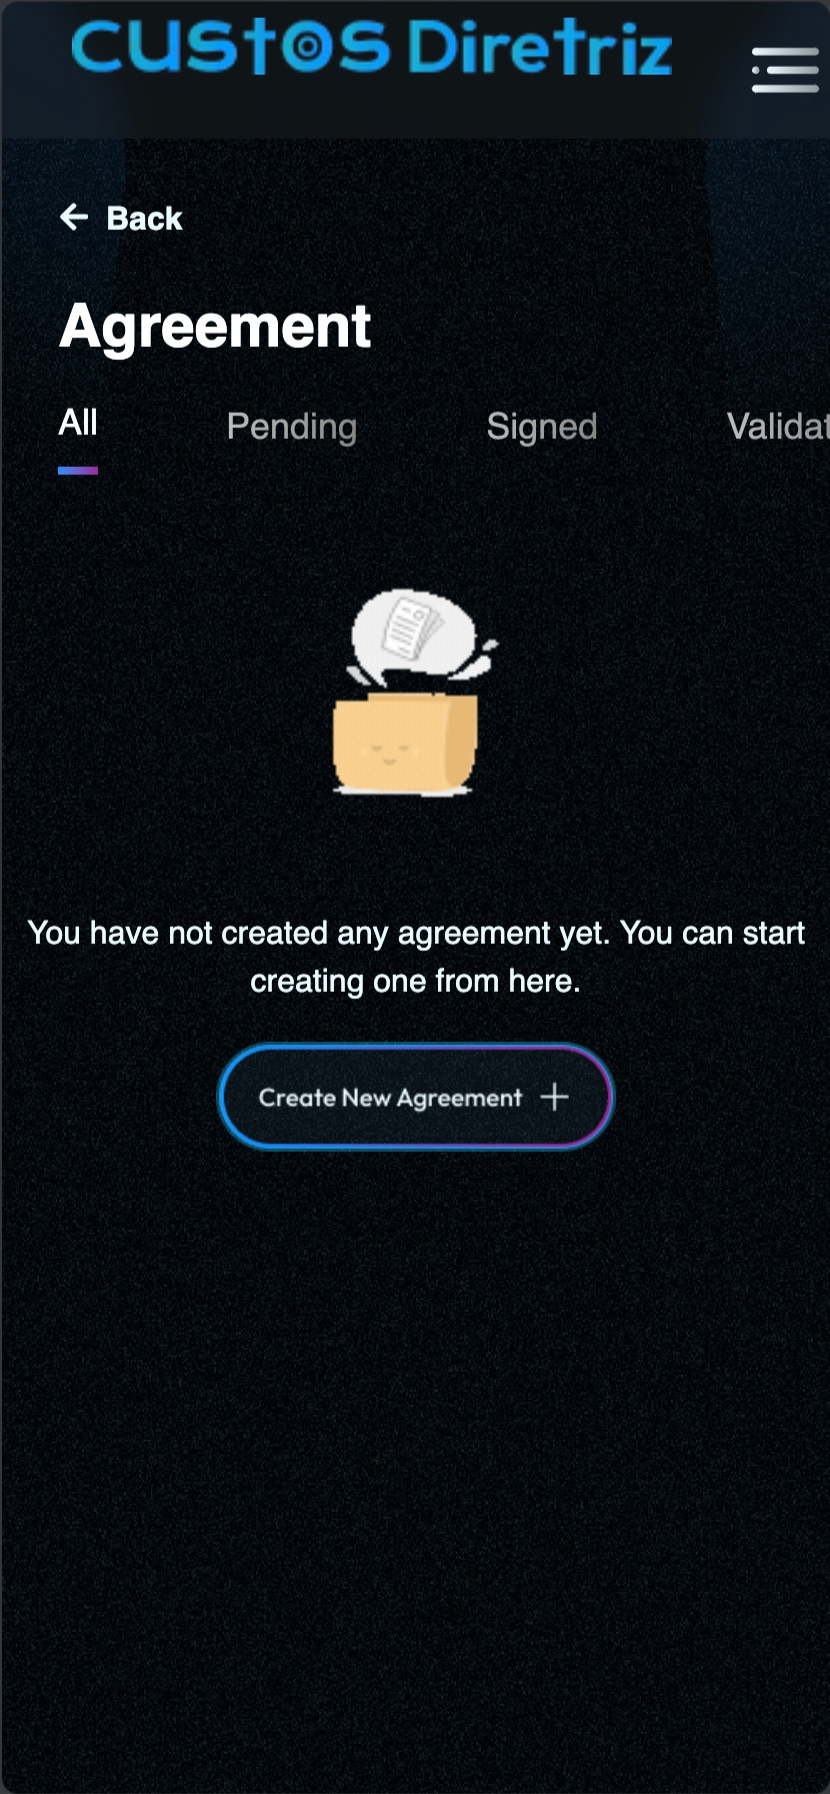 CUSTOS Diretriz
Back
Agreement
All Pending Signed Validat
You have not created any agreement yet. You can start
creating one from here.
Create New Agreement